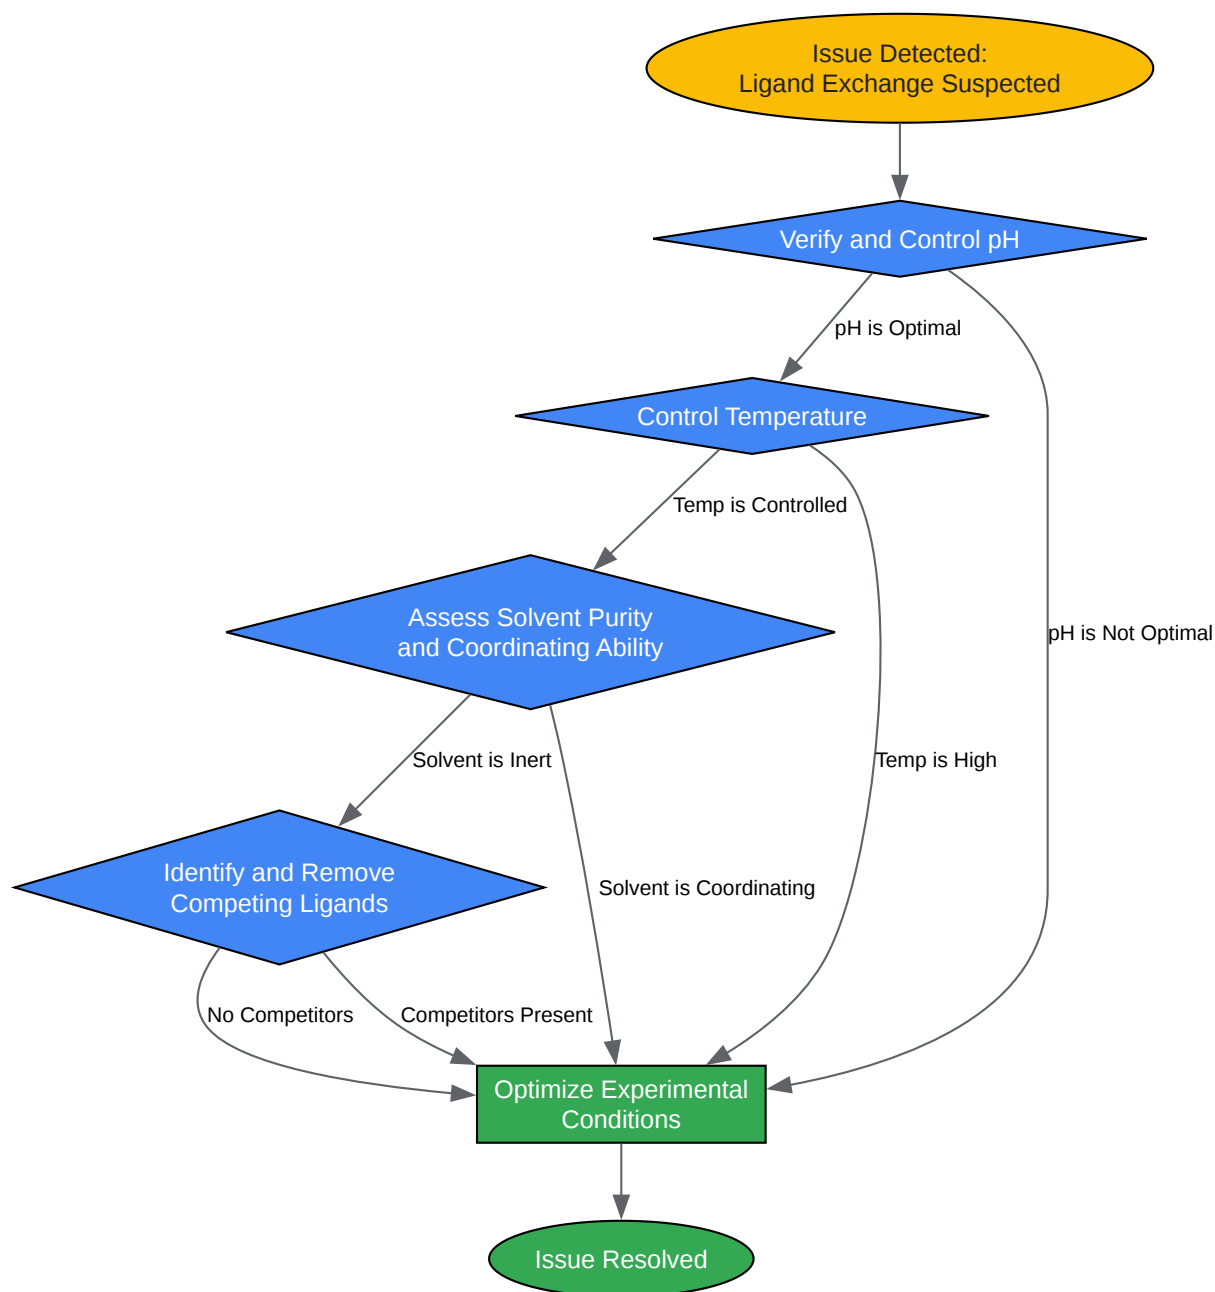 Issue Detected:
Ligand Exchange Suspected
Verify and Control pH
pH is Optimal
Control Temperature
Temp is Controlled
Assess Solvent Purity
and Coordinating Ability
pH is Not Optimal
Solvent is Inert
Temp is High
Identify and Remove
Competing Ligands
Solvent is Coordinating
No Competitors
Competitors Present
Optimize Experimental
Conditions
Issue Resolved